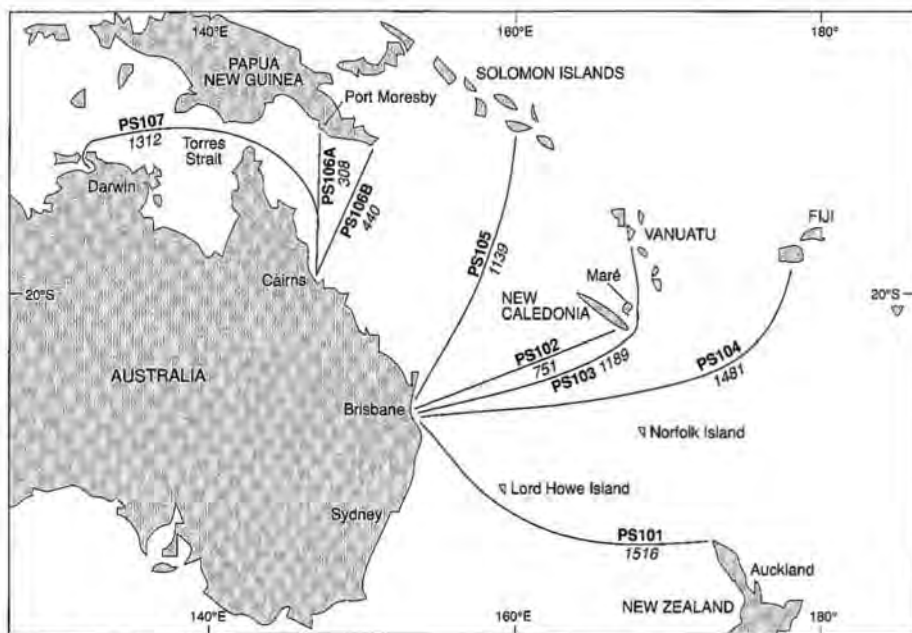 140°E
160°E
180°
PAPUA
NEW GUINEA
SOLOMON ISLANDS
Port Moresby
PS107
1312
Torres
Strait
PS106A
308
PS106B
440
Darwin
PS105
1139
VANUATU
FIJI
Cairns
Maré
20°S
20°S
NEW
CALEDONIA
PS102
751
PS103 1189
PS104
1481
AUSTRALIA
Brisbane
Norfolk Island
Lord Howe Island
Sydney
PS101
1516
Auckland
NEW ZEALAND
140°E
160°E
180°